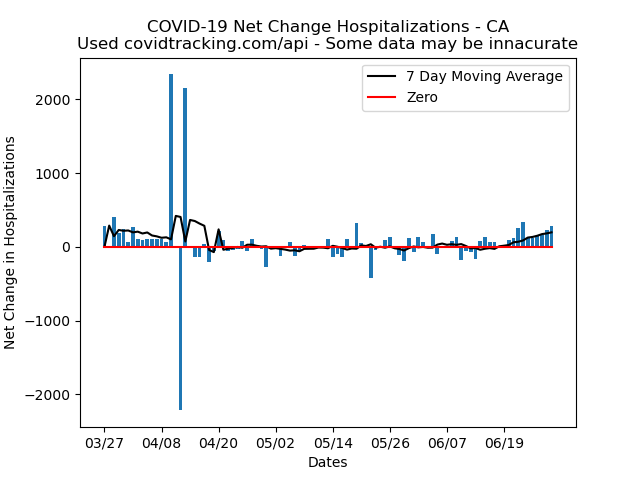 COVID-19 Net Change Hospitalizations - CA
Used covidtracking.com/api - Some data may be innacurate
7 Day Moving Average
Zero
Net Change in Hospitalizations
2000
1000
0
−1000
−2000
03/27 04/08 04/20 05/02 05/14 05/26 06/07 06/19
Dates